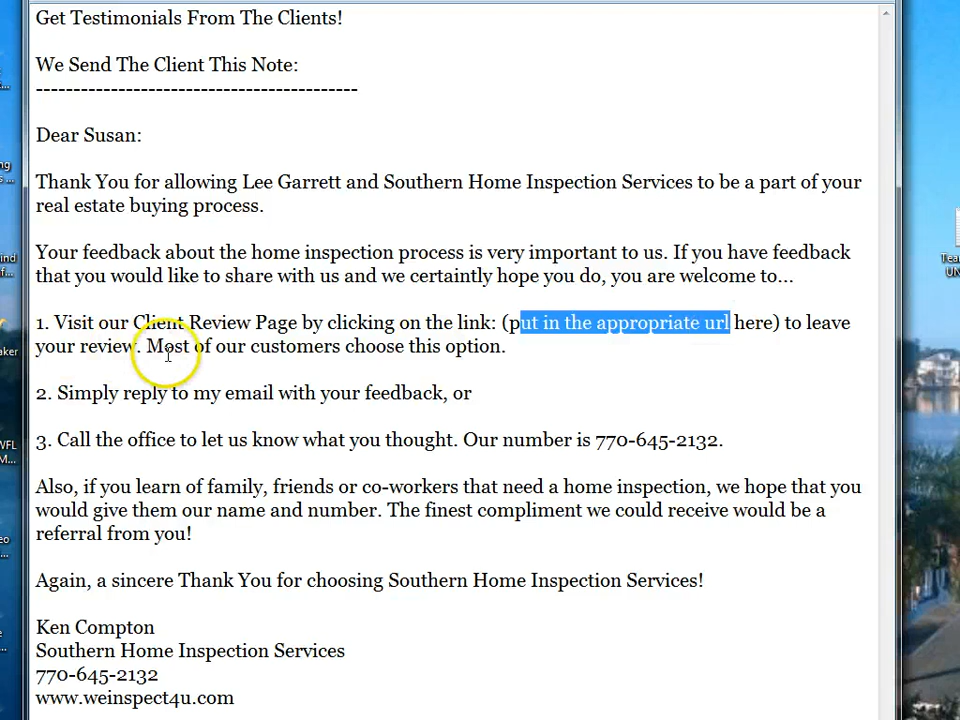 Get Testimonials From The Clients!
We Send The Client This Note:
-------------------------------------------
Dear Susan:
Thank You for allowing Lee Garrett and Southern Home Inspection Services to be a part of your
real estate buying process.
Your feedback about the home inspection process is very important to us. If you have feedback
that you would like to share with us and we certaintly hope you do, you are welcome to...
1. Visit our Client Review Page by clicking on the link: (put in the appropriate url here) to leave
your review. Most of our customers choose this option.
2. Simply reply to my email with your feedback, or
3. Call the office to let us know what you thought. Our number is 770-645-2132.
Also, if you learn of family, friends or co-workers that need a home inspection, we hope that you
would give them our name and number. The finest compliment we could receive would be a
referral from you!
Again, a sincere Thank You for choosing Southern Home Inspection Services!
Ken Compton
Southern Home Inspection Services
770-645-2132
www.weinspect4u.com